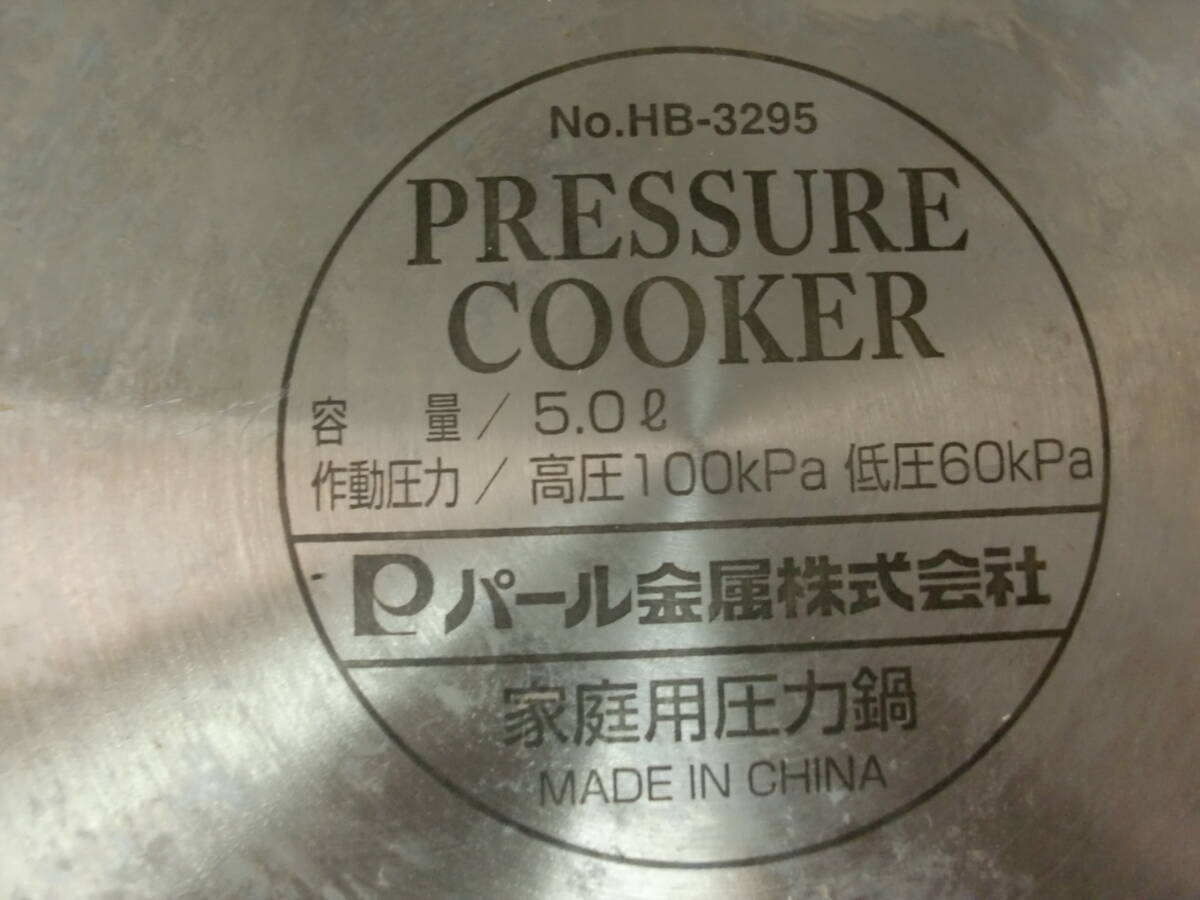 No.HB-3295
PRESSURE
COOKER
容 量 / 5.0ℓ
作動圧力 / 高圧100kPa 低圧60kPa
パール金属株式会社
家庭用圧力鍋
MADE IN CHINA